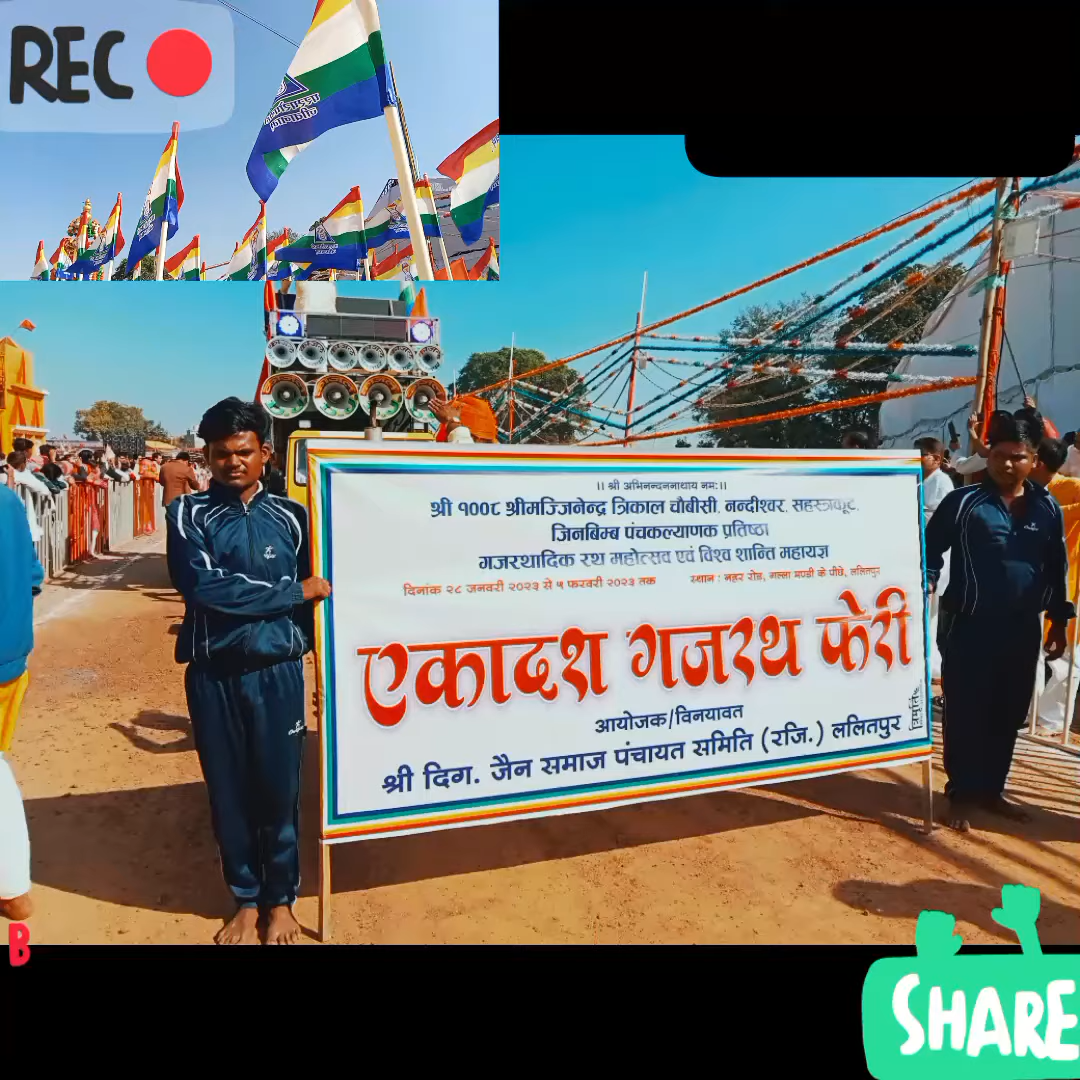 REC
।। श्री अभिनन्दननाथाय नम:।।
श्री १००८ श्रीमज्जिनेन्द्र त्रिकाल चौबीसी, नन्दीश्वर, सहस्त्रकूट,
जिनबिम्ब पंचकल्याणक प्रतिष्ठा
गजरथादिक रथ महोत्सव एवं विश्व शान्ति महायज्ञ
दिनांक २८ जनवरी २०२३ से ५ फरवरी २०२३ तक स्थान : नहर रोड, गल्ला मण्डी के पीछे, ललितपुर
एकादश गजरथ फेरी
आयोजक/विनयावत
श्री दिग. जैन समाज पंचायत समिति (रजि.) ललितपुर
त्रिमूर्ति
B
SHARE